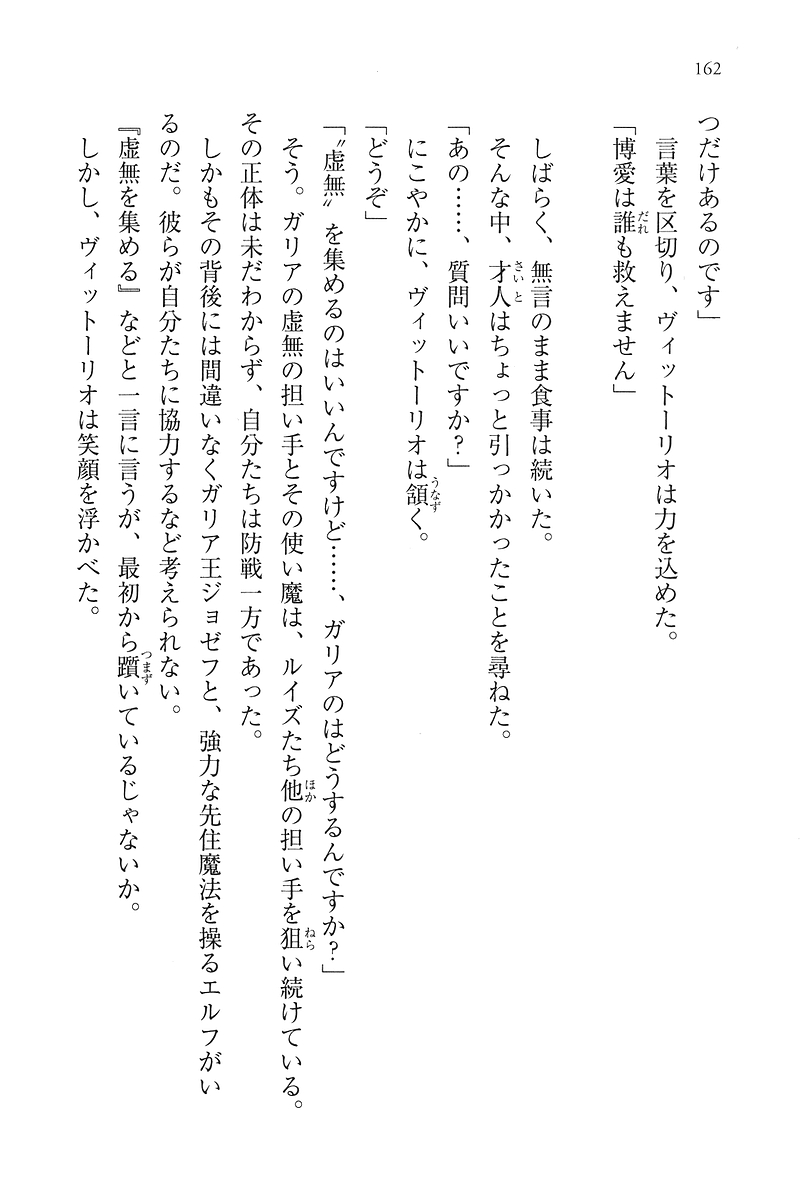 162
つだけあるのです」
言葉を区切り、ヴィットーリオは力を込めた。
「博愛は誰も救えません」
しばらく、無言のまま食事は続いた。
そんな中、才人はちょっと引っかかったことを尋ねた。
「あの……、質問いいですか?」
にこやかに、ヴィットーリオは頷く。
「どうぞ」
「〝虚無〟を集めるのはいいんですけど……、ガリアのはどうするんですか?」
そう。ガリアの虚無の担い手とその使い魔は、ルイズたち他の担い手を狙い続けている。
その正体は未だわからず、自分たちは防戦一方であった。
しかもその背後には間違いなくガリア王ジョゼフと、強力な先住魔法を操るエルフがい
るのだ。彼らが自分たちに協力するなど考えられない。
『虚無を集める』などと一言に言うが、最初から躓いているじゃないか。
しかし、ヴィットーリオは笑顔を浮かべた。